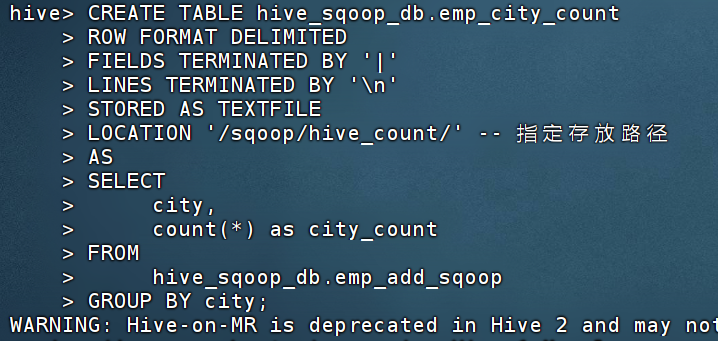 hive> CREATE TABLE hive_sqoop_db.emp_city_count
    > ROW FORMAT DELIMITED
    > FIELDS TERMINATED BY '|'
    > LINES TERMINATED BY '\n'
    > STORED AS TEXTFILE
    > LOCATION '/sqoop/hive_count/' -- 指定存放路径
    > AS
    > SELECT
    >      city,
    >      count(*) as city_count
    > FROM
    >      hive_sqoop_db.emp_add_sqoop
    > GROUP BY city;
WARNING: Hive-on-MR is deprecated in Hive 2 and may not